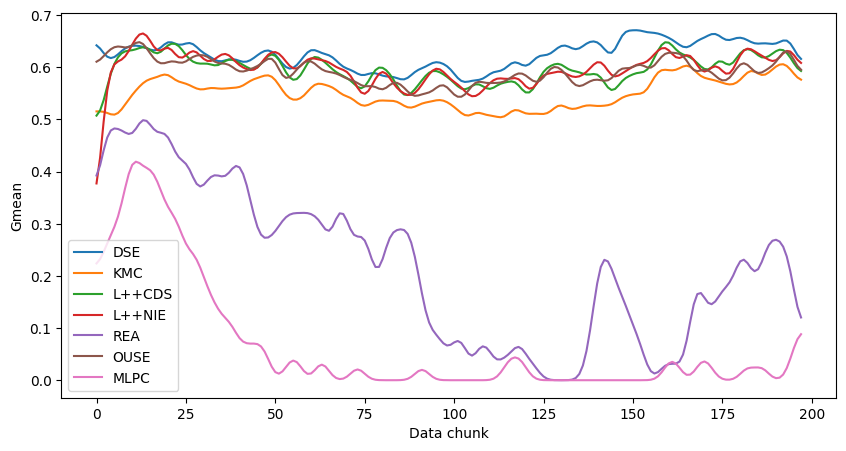 0.7
0.6
0.5
0.4
0.3
0.2
0.1
0.0
Gmean
DSE
KMC
L++CDS
L++NIE
REA
OUSE
MLPC
0 25 50 75 100 125 150 175 200
Data chunk